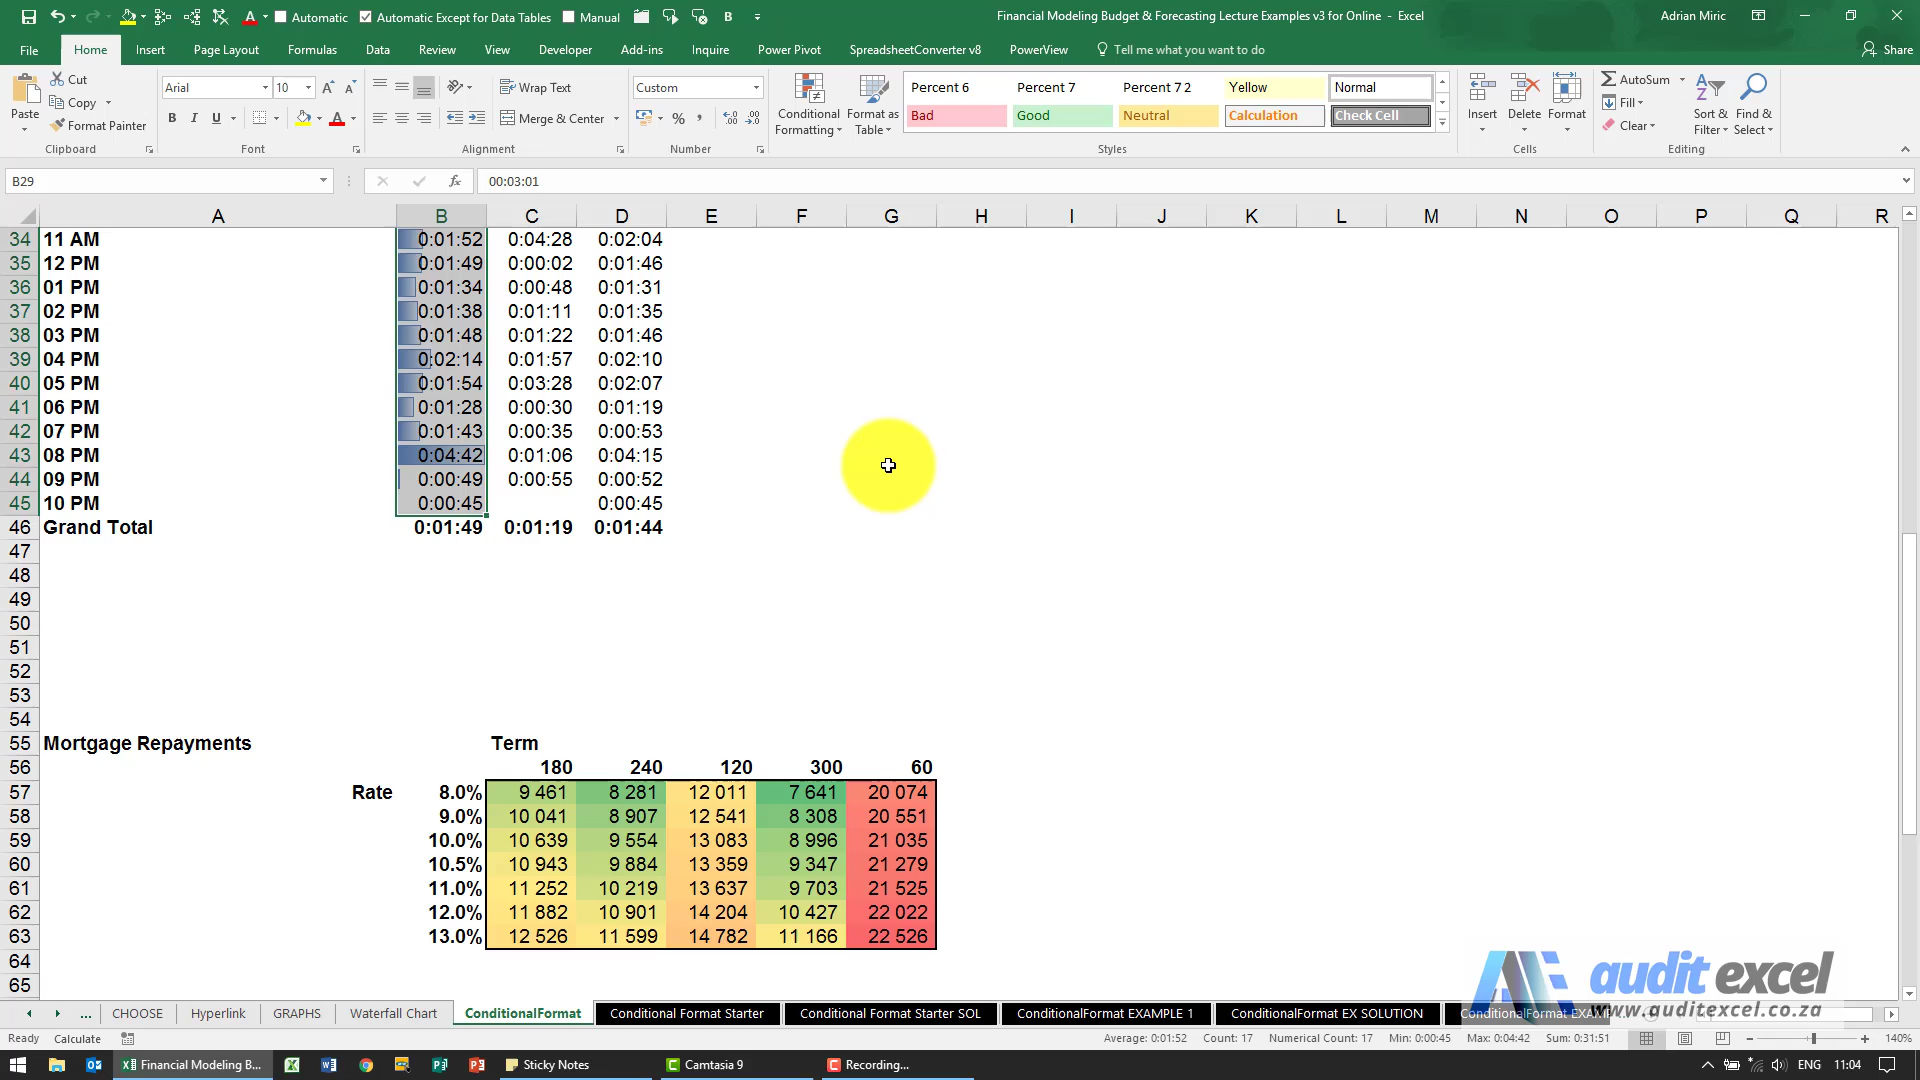 Automatic Automatic Except for Data Tables Manual B Financial Modeling Budget & Forecasting Lecture Examples v3 for Online - Excel Adrian Miric
File Home Insert Page Layout Formulas Data Review View Developer Add-ins Inquire Power Pivot SpreadsheetConverter v8 PowerView Tell me what you want to do Share
Paste Cut Copy Format Painter
Arial 10
B I U
Wrap Text
Merge & Center
Custom
%
Conditional Formatting
Format as Table
Percent 6 Percent 7 Percent 7 2 Yellow Normal
Bad Good Neutral Calculation Check Cell
Insert Delete Format
AutoSum
Fill
Clear
Sort & Filter
Find & Select
Clipboard Font Alignment Number Styles Cells Editing
B29 fx 00:03:01
A B C D E F G H I J K L M N O P Q R
34 11 AM 0:01:52 0:04:28 0:02:04
35 12 PM 0:01:49 0:00:02 0:01:46
36 01 PM 0:01:34 0:00:48 0:01:31
37 02 PM 0:01:38 0:01:11 0:01:35
38 03 PM 0:01:48 0:01:22 0:01:46
39 04 PM 0:02:14 0:01:57 0:02:10
40 05 PM 0:01:54 0:03:28 0:02:07
41 06 PM 0:01:28 0:00:30 0:01:19
42 07 PM 0:01:43 0:00:35 0:00:53
43 08 PM 0:04:42 0:01:06 0:04:15
44 09 PM 0:00:49 0:00:55 0:00:52
45 10 PM 0:00:45 0:00:45
46 Grand Total 0:01:49 0:01:19 0:01:44
47
48
49
50
51
52
53
54
55 Mortgage Repayments Term
56 180 240 120 300 60
57 Rate 8.0% 9 461 8 281 12 011 7 641 20 074
58 9.0% 10 041 8 907 12 541 8 308 20 551
59 10.0% 10 639 9 554 13 083 8 996 21 035
60 10.5% 10 943 9 884 13 359 9 347 21 279
61 11.0% 11 252 10 219 13 637 9 703 21 525
62 12.0% 11 882 10 901 14 204 10 427 22 022
63 13.0% 12 526 11 599 14 782 11 166 22 526
64
65
audit excel
www.auditexcel.co.za
... CHOOSE Hyperlink GRAPHS Waterfall Chart ConditionalFormat Conditional Format Starter Conditional Format Starter SOL ConditionalFormat EXAMPLE 1 ConditionalFormat EX SOLUTION
Ready Calculate Average: 0:01:52 Count: 17 Numerical Count: 17 Min: 0:00:45 Max: 0:04:42 Sum: 0:31:51 140%
Financial Modeling B... Sticky Notes Camtasia 9 Recording... ENG 11:04